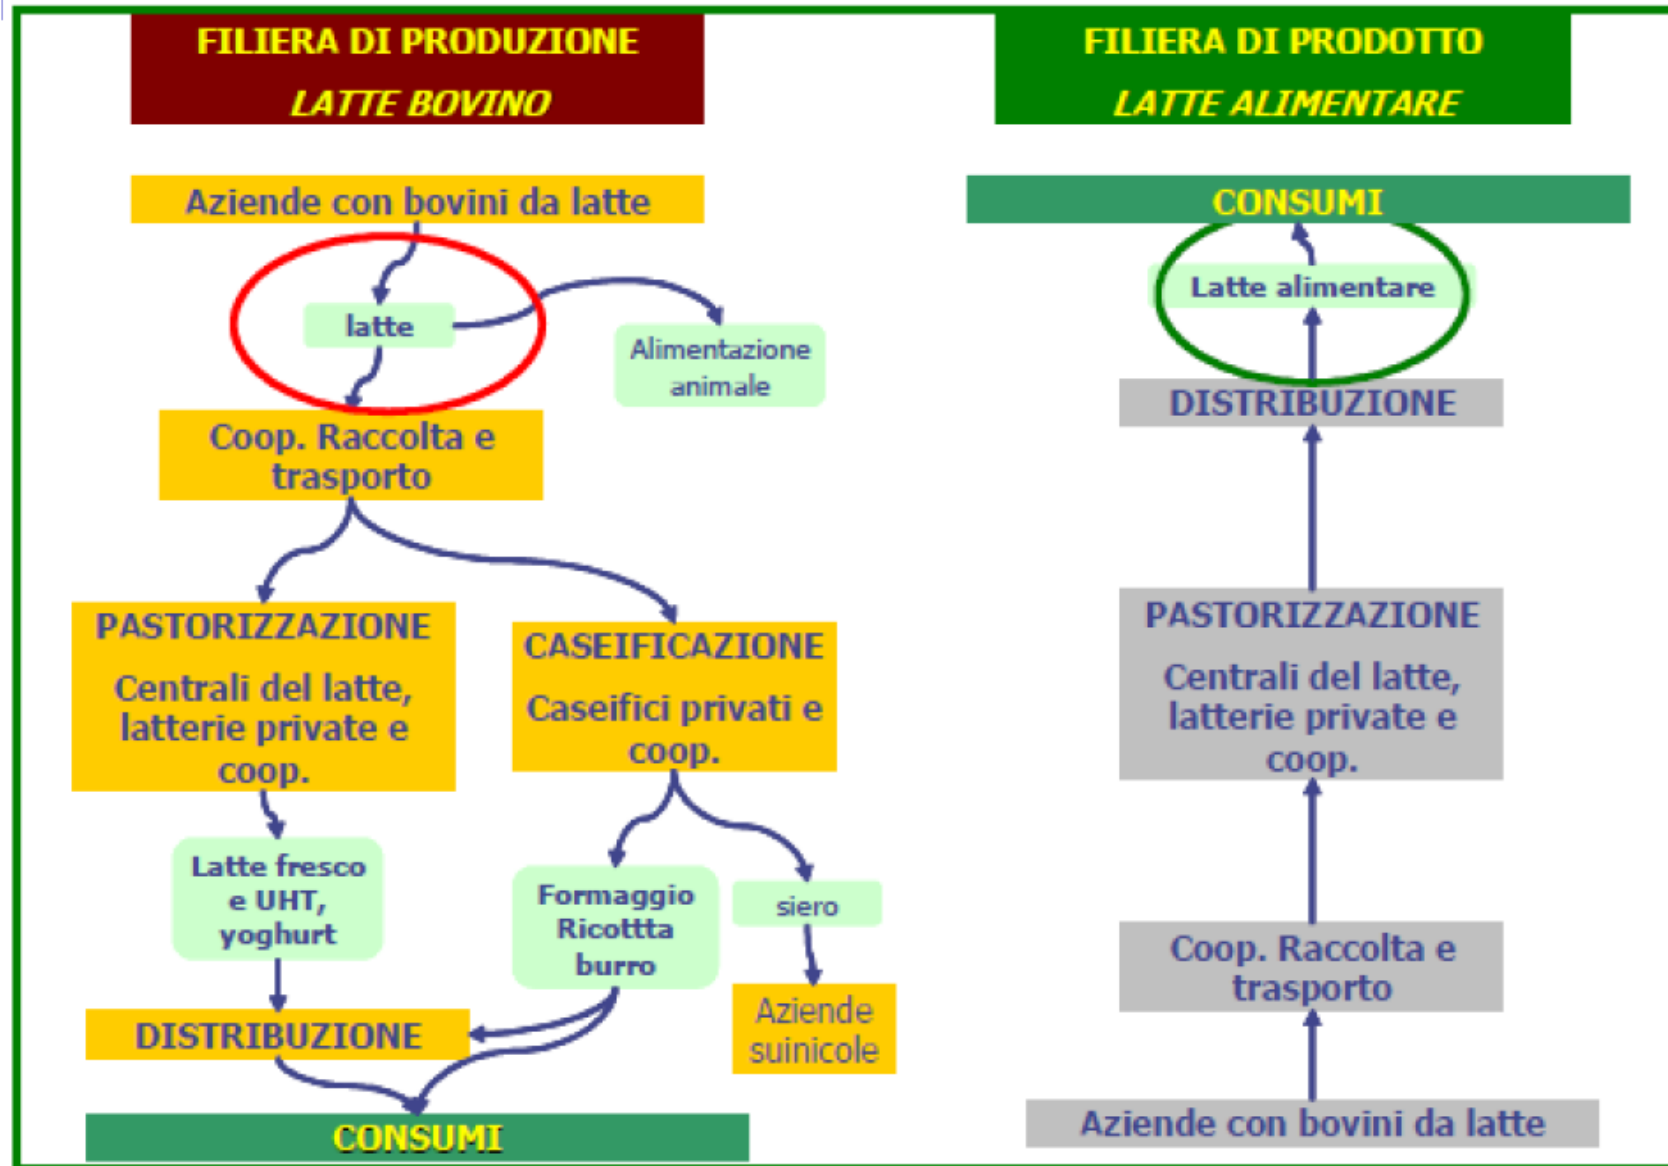 FILIERA DI PRODUZIONE
LATTE BOVINO
Aziende con bovini da latte
latte
Alimentazione
animale
Coop. Raccolta e
trasporto
PASTORIZZAZIONE
Centrali del latte,
latterie private e
coop.
CASEIFICAZIONE
Caseifici privati e
coop.
Latte fresco
e UHT,
yoghurt
Formaggio
Ricottta
burro
siero
Aziende
suinicole
DISTRIBUZIONE
CONSUMI
FILIERA DI PRODOTTO
LATTE ALIMENTARE
CONSUMI
Latte alimentare
DISTRIBUZIONE
PASTORIZZAZIONE
Centrali del latte,
latterie private e
coop.
Coop. Raccolta e
trasporto
Aziende con bovini da latte